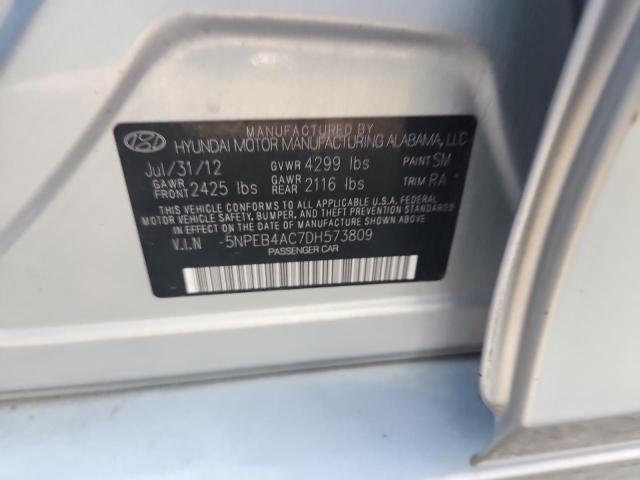 MANUFACTURED BY
HYUNDAI MOTOR MANUFACTURING ALABAMA, LLC
Jul/31/12 GVWR 4299 lbs PAINT SM
GAWR FRONT 2425 lbs GAWR REAR 2116 lbs TRIM RA
THIS VEHICLE CONFORMS TO ALL APPLICABLE U.S.A. FEDERAL
MOTOR VEHICLE SAFETY, BUMPER, AND THEFT PREVENTION STANDARDS
IN EFFECT ON THE DATE OF MANUFACTURE SHOWN ABOVE.
V.I.N -5NPEB4AC7DH573809
PASSENGER CAR